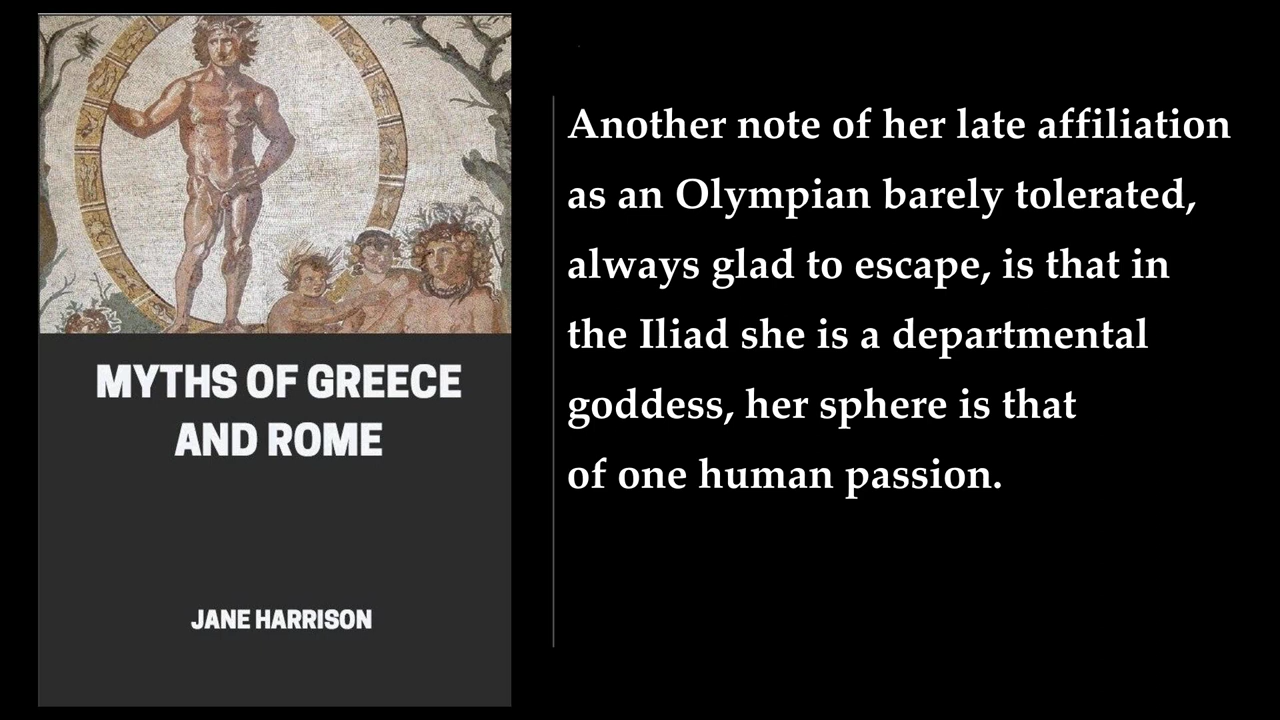 MYTHS OF GREECE
AND ROME
JANE HARRISON
Another note of her late affiliation
as an Olympian barely tolerated,
always glad to escape, is that in
the Iliad she is a departmental
goddess, her sphere is that
of one human passion.